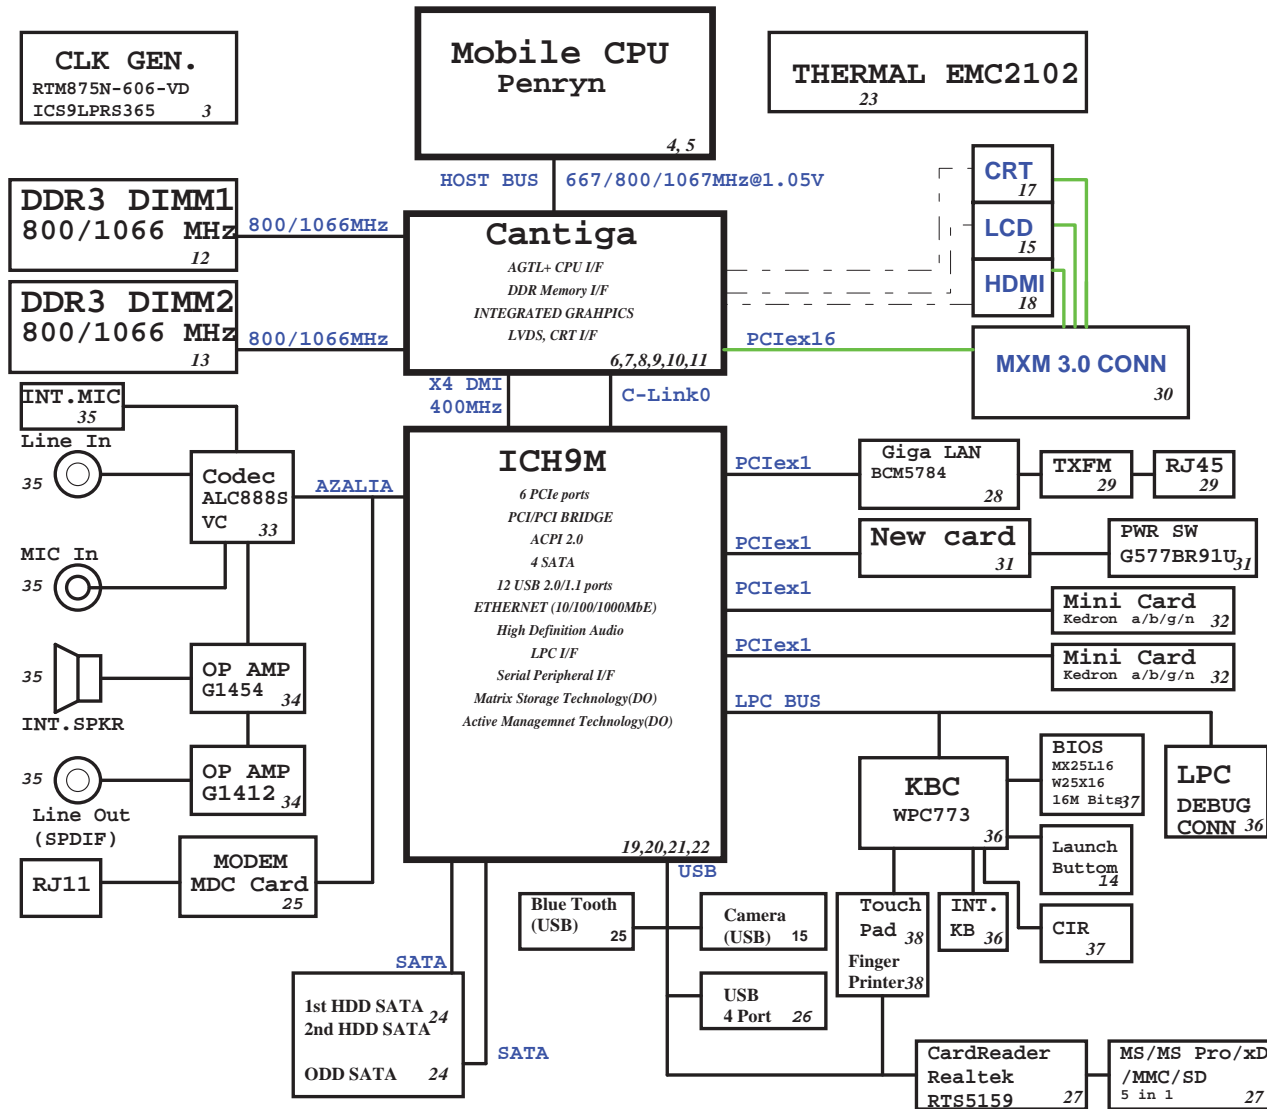 CLK GEN.
RTM875N-606-VD
ICS9LPRS365 3
Mobile CPU
Penryn
4, 5
THERMAL EMC2102
23
HOST BUS 667/800/1067MHz@1.05V
DDR3 DIMM1
800/1066 MHz
12
800/1066MHz
DDR3 DIMM2
800/1066 MHz
13
800/1066MHz
Cantiga
AGTL+ CPU I/F
DDR Memory I/F
INTEGRATED GRAHPICS
LVDS, CRT I/F
6,7,8,9,10,11
CRT
17
LCD
15
HDMI
18
PCIex16
MXM 3.0 CONN
30
X4 DMI
400MHz
C-Link0
INT.MIC
35
Line In
35
Codec
ALC888S
VC
33
AZALIA
MIC In
35
OP AMP
G1454
34
35
INT.SPKR
OP AMP
G1412
34
35
Line Out
(SPDIF)
RJ11
MODEM
MDC Card
25
ICH9M
6 PCIe ports
PCI/PCI BRIDGE
ACPI 2.0
4 SATA
12 USB 2.0/1.1 ports
ETHERNET (10/100/1000MbE)
High Definition Audio
LPC I/F
Serial Peripheral I/F
Matrix Storage Technology(DO)
Active Managemnet Technology(DO)
19,20,21,22
PCIex1
Giga LAN
BCM5784
28
TXFM
29
RJ45
29
PCIex1
New card
31
PWR SW
G577BR91U
31
PCIex1
Mini Card
Kedron a/b/g/n 32
PCIex1
Mini Card
Kedron a/b/g/n 32
LPC BUS
KBC
WPC773
36
BIOS
MX25L16
W25X16
16M Bits 37
LPC
DEBUG
CONN 36
Launch
Buttom
14
Touch
Pad 38
Finger
Printer 38
INT.
KB 36
CIR
37
USB
Blue Tooth
(USB)
25
Camera
(USB) 15
USB
4 Port 26
SATA
1st HDD SATA
24
2nd HDD SATA
ODD SATA 24
SATA
CardReader
Realtek
RTS5159 27
MS/MS Pro/xD
/MMC/SD
5 in 1 27